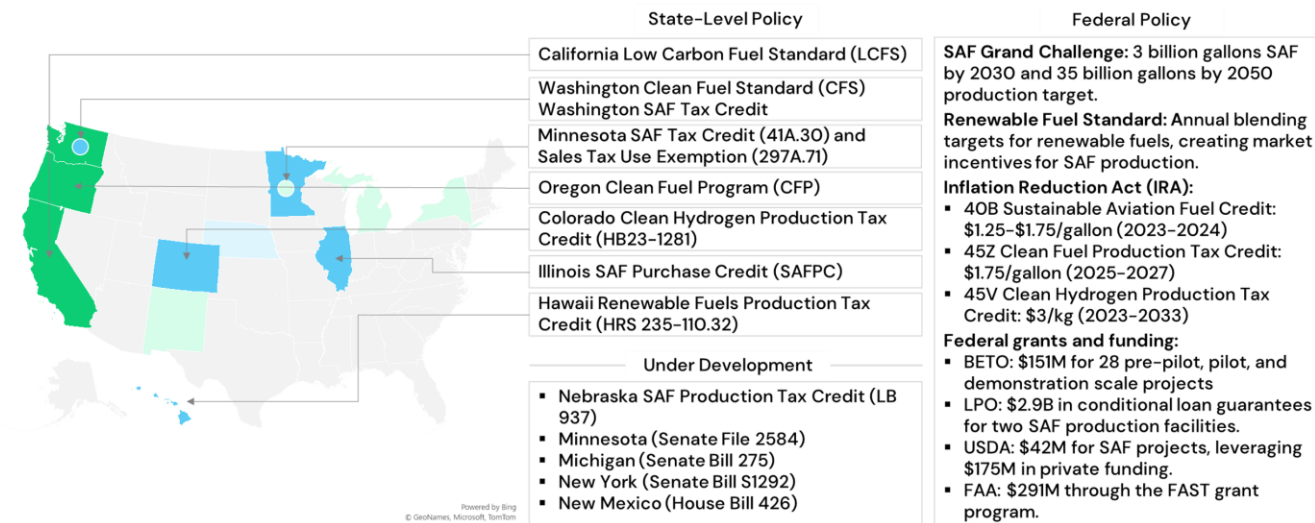 State-Level Policy
California Low Carbon Fuel Standard (LCFS)
Washington Clean Fuel Standard (CFS)
Washington SAF Tax Credit
Minnesota SAF Tax Credit (41A.30) and
Sales Tax Use Exemption (297A.71)
Oregon Clean Fuel Program (CFP)
Colorado Clean Hydrogen Production Tax
Credit (HB23-1281)
Illinois SAF Purchase Credit (SAFPC)
Hawaii Renewable Fuels Production Tax
Credit (HRS 235-110.32)
Under Development
▪ Nebraska SAF Production Tax Credit (LB
937)
▪ Minnesota (Senate File 2584)
▪ Michigan (Senate Bill 275)
▪ New York (Senate Bill S1292)
▪ New Mexico (House Bill 426)
Federal Policy
SAF Grand Challenge: 3 billion gallons SAF
by 2030 and 35 billion gallons by 2050
production target.
Renewable Fuel Standard: Annual blending
targets for renewable fuels, creating market
incentives for SAF production.
Inflation Reduction Act (IRA):
▪ 40B Sustainable Aviation Fuel Credit:
$1.25-$1.75/gallon (2023-2024)
▪ 45Z Clean Fuel Production Tax Credit:
$1.75/gallon (2025-2027)
▪ 45V Clean Hydrogen Production Tax
Credit: $3/kg (2023-2033)
Federal grants and funding:
▪ BETO: $151M for 28 pre-pilot, pilot, and
demonstration scale projects
▪ LPO: $2.9B in conditional loan guarantees
for two SAF production facilities.
▪ USDA: $42M for SAF projects, leveraging
$175M in private funding.
▪ FAA: $291M through the FAST grant
program.
Powered by Bing
© GeoNames, Microsoft, TomTom